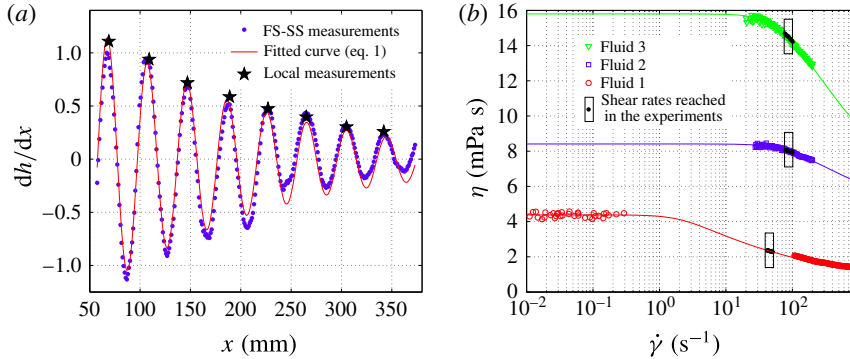 (a)
FS-SS measurements
Fitted curve (eq. 1)
Local measurements
1.0
0.5
0
−0.5
−1.0
dh/dx
50 100 150 200 250 300 350
x (mm)
(b)
16
14
12
10
8
6
4
2
0
η (mPa s)
Fluid 3
Fluid 2
Fluid 1
Shear rates reached
in the experiments
10⁻² 10⁻¹ 10⁰ 10¹ 10²
γ̇ (s⁻¹)